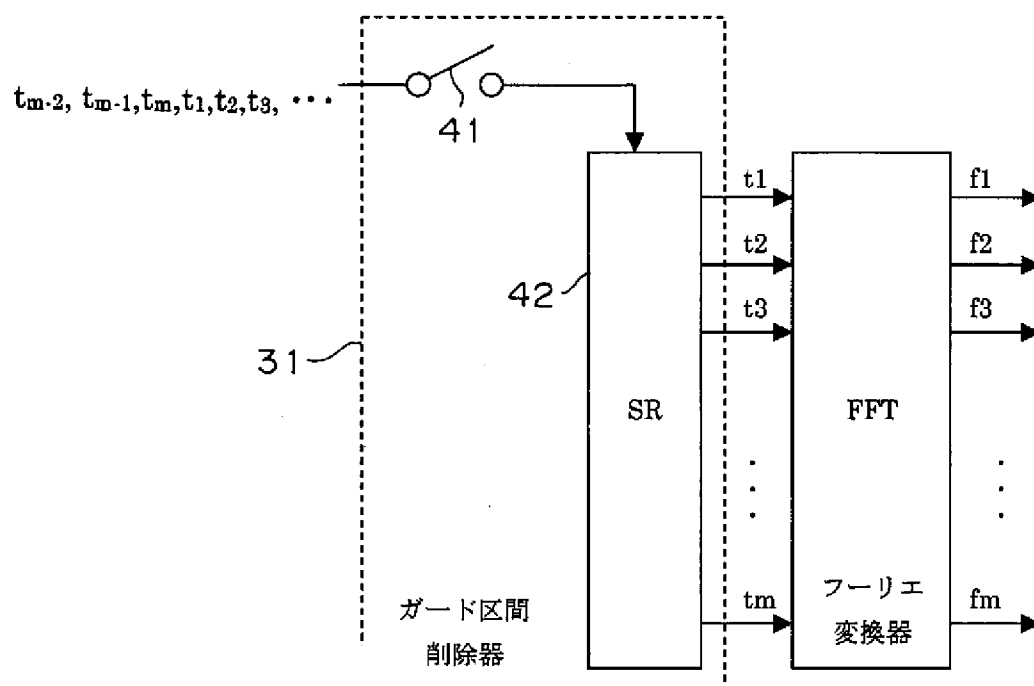 tm-2, tm-1,tm,t1,t2,t3, ･･･
41
42
31
SR
t1
t2
t3
tm
FFT
フーリエ
変換器
f1
f2
f3
fm
ガード区間
削除器